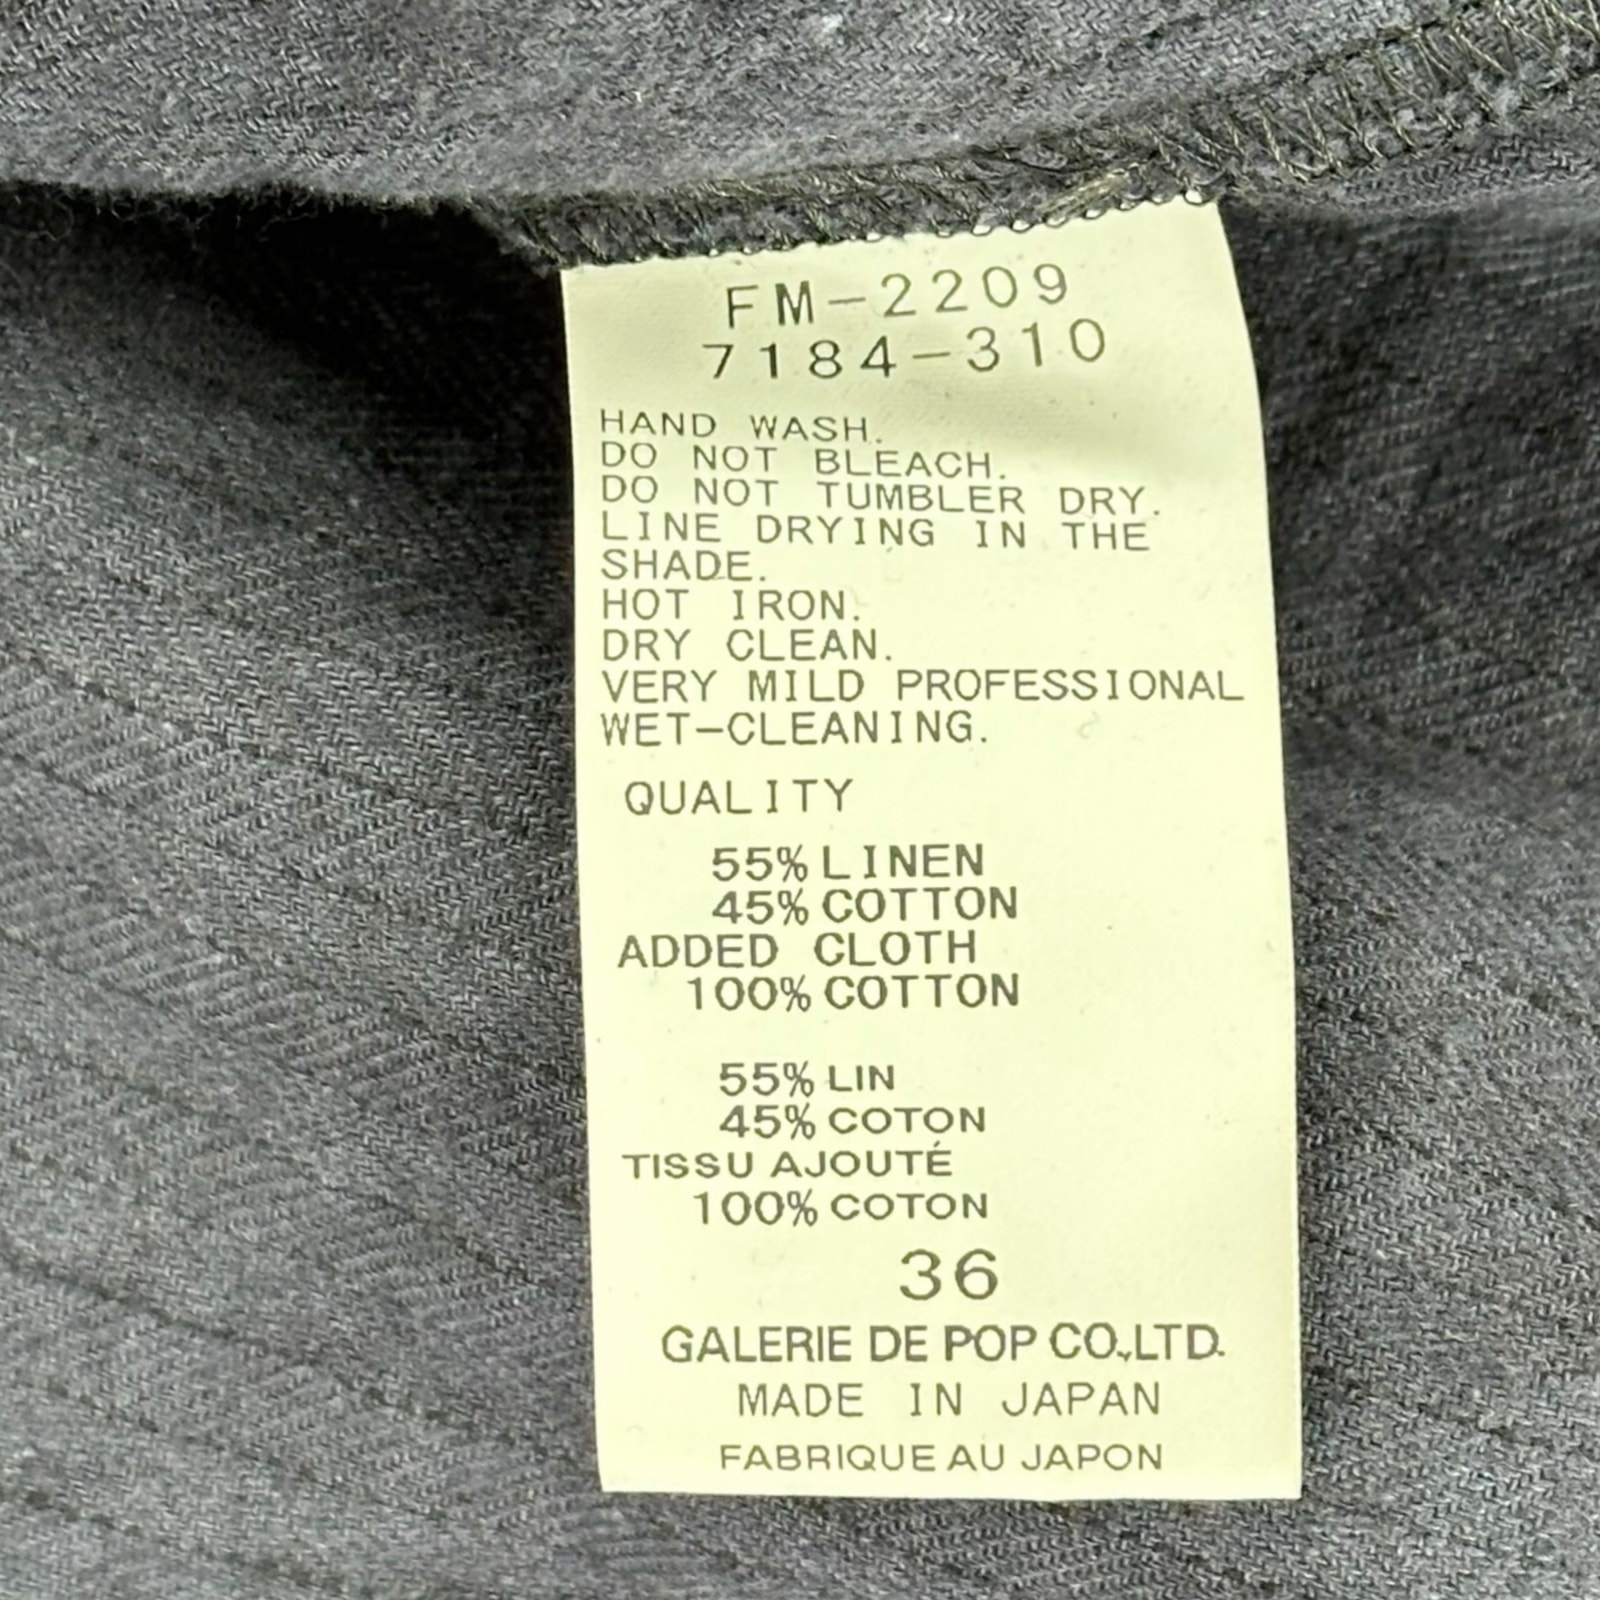 FM-2209
7184-310
HAND WASH.
DO NOT BLEACH.
DO NOT TUMBLER DRY.
LINE DRYING IN THE
SHADE.
HOT IRON.
DRY CLEAN.
VERY MILD PROFESSIONAL
WET-CLEANING.
QUALITY
55% LINEN
45% COTTON
ADDED CLOTH
100% COTTON
55% LIN
45% COTON
TISSU AJOUTÉ
100% COTON
36
GALERIE DE POP CO.,LTD.
MADE IN JAPAN
FABRIQUE AU JAPON